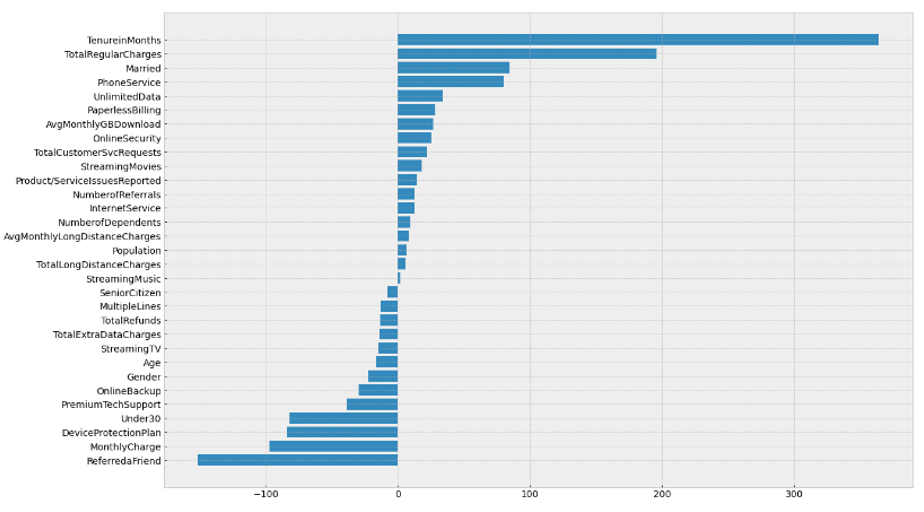 TenureinMonths
TotalRegularCharges
Married
PhoneService
UnlimitedData
PaperlessBilling
AvgMonthlyGBDownload
OnlineSecurity
TotalCustomerSvcRequests
StreamingMovies
Product/ServiceIssuesReported
NumberofReferrals
InternetService
NumberofDependents
AvgMonthlyLongDistanceCharges
Population
TotalLongDistanceCharges
StreamingMusic
SeniorCitizen
MultipleLines
TotalRefunds
TotalExtraDataCharges
StreamingTV
Age
Gender
OnlineBackup
PremiumTechSupport
Under30
DeviceProtectionPlan
MonthlyCharge
ReferredaFriend
−100 0 100 200 300